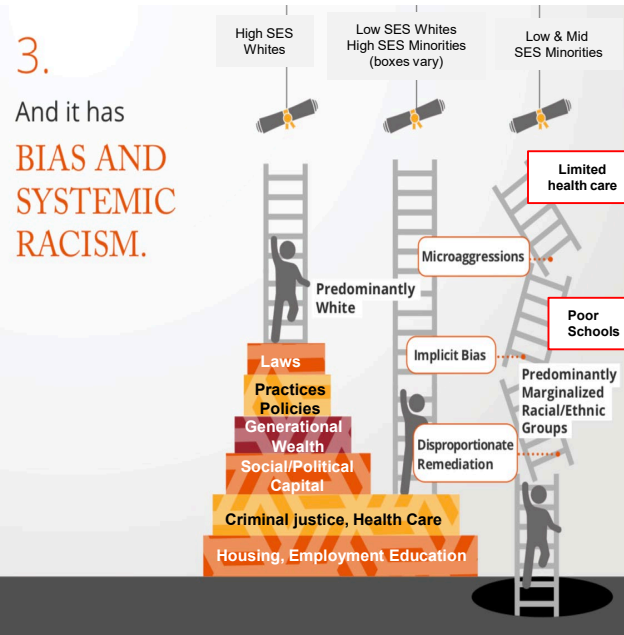 3.
And it has
BIAS AND
SYSTEMIC
RACISM.
High SES
Whites
Low SES Whites
High SES Minorities
(boxes vary)
Low & Mid
SES Minorities
Limited
health care
Microaggressions
Predominantly
White
Poor
Schools
Implicit Bias
Predominantly
Marginalized
Racial/Ethnic
Groups
Disproportionate
Remediation
Laws
Practices
Policies
Generational
Wealth
Social/Political
Capital
Criminal justice, Health Care
Housing, Employment Education